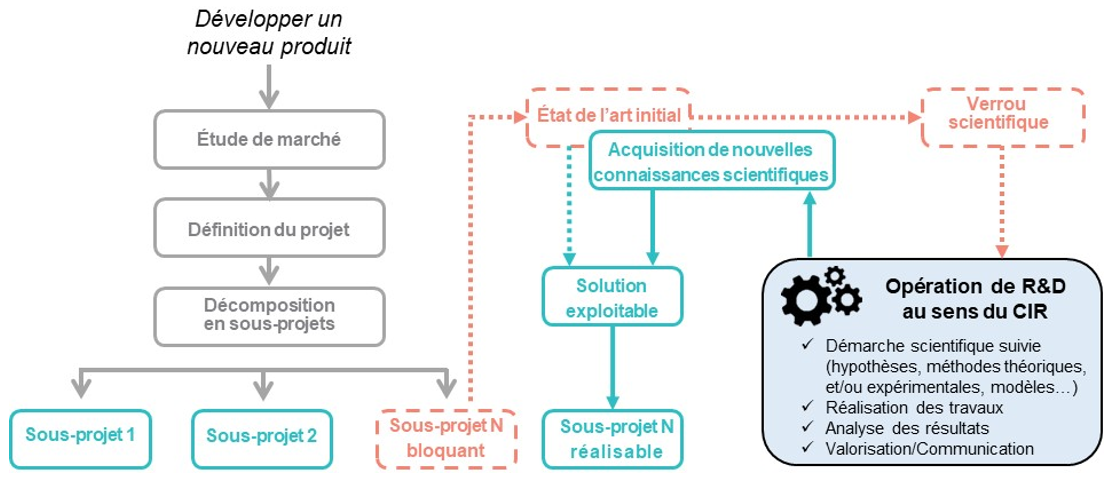 Développer un
nouveau produit
Étude de marché
Définition du projet
Décomposition
en sous-projets
Sous-projet 1
Sous-projet 2
Sous-projet N
bloquant
État de l'art initial
Acquisition de nouvelles
connaissances scientifiques
Solution
exploitable
Sous-projet N
réalisable
Verrou
scientifique
Opération de R&D
au sens du CIR
✓ Démarche scientifique suivie
(hypothèses, méthodes théoriques,
et/ou expérimentales, modèles…)
✓ Réalisation des travaux
✓ Analyse des résultats
✓ Valorisation/Communication